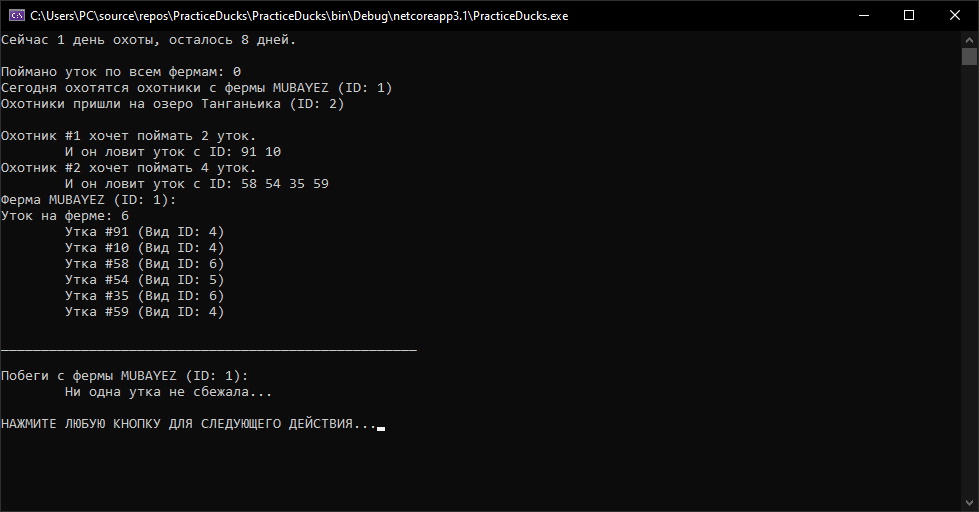 C:\Users\PC\source\repos\PracticeDucks\PracticeDucks\bin\Debug\netcoreapp3.1\PracticeDucks.exe
Сейчас 1 день охоты, осталось 8 дней.
Поймано уток по всем фермам: 0
Сегодня охотятся охотники с фермы MUBAYEZ (ID: 1)
Охотники пришли на озеро Танганьика (ID: 2)
Охотник #1 хочет поймать 2 уток.
И он ловит уток с ID: 91 10
Охотник #2 хочет поймать 4 уток.
И он ловит уток с ID: 58 54 35 59
Ферма MUBAYEZ (ID: 1):
Уток на ферме: 6
Утка #91 (Вид ID: 4)
Утка #10 (Вид ID: 4)
Утка #58 (Вид ID: 6)
Утка #54 (Вид ID: 5)
Утка #35 (Вид ID: 6)
Утка #59 (Вид ID: 4)
____________________________________________________
Побеги с фермы MUBAYEZ (ID: 1):
Ни одна утка не сбежала...
НАЖМИТЕ ЛЮБУЮ КНОПКУ ДЛЯ СЛЕДУЮЩЕГО ДЕЙСТВИЯ...